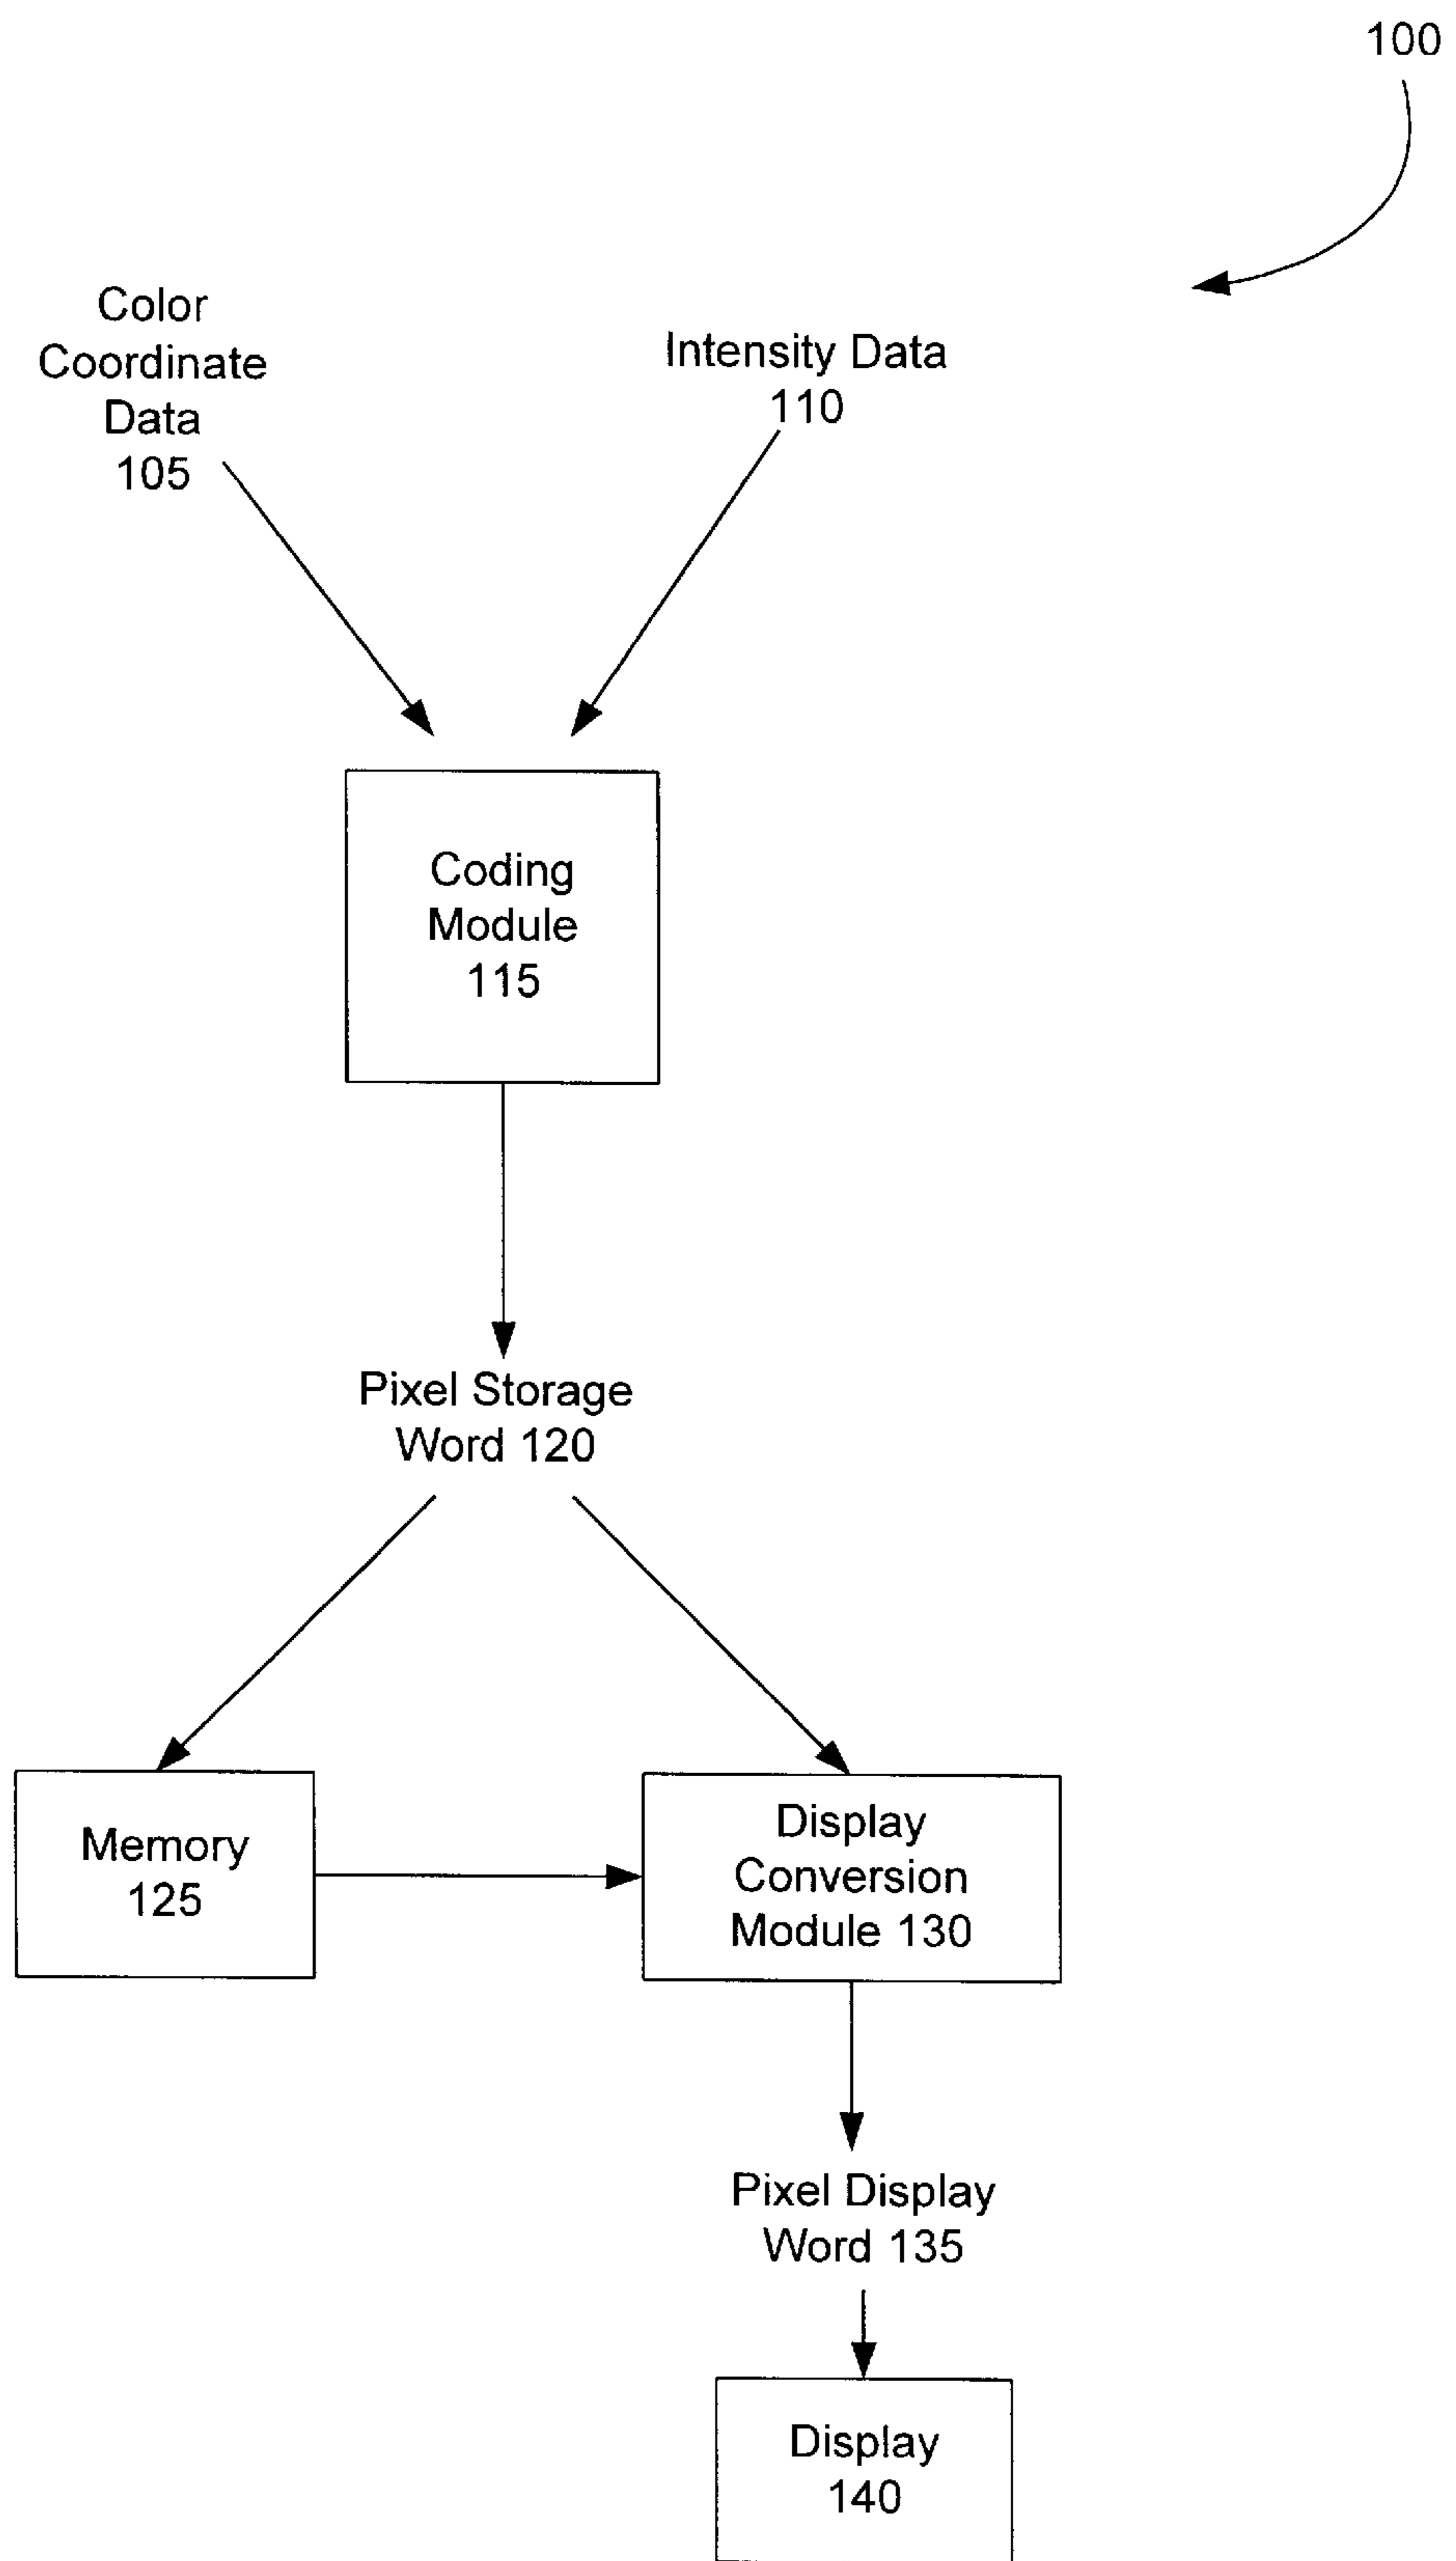 100
Color
Coordinate
Data
105
Intensity Data
110
Coding
Module
115
Pixel Storage
Word 120
Memory
125
Display
Conversion
Module 130
Pixel Display
Word 135
Display
140